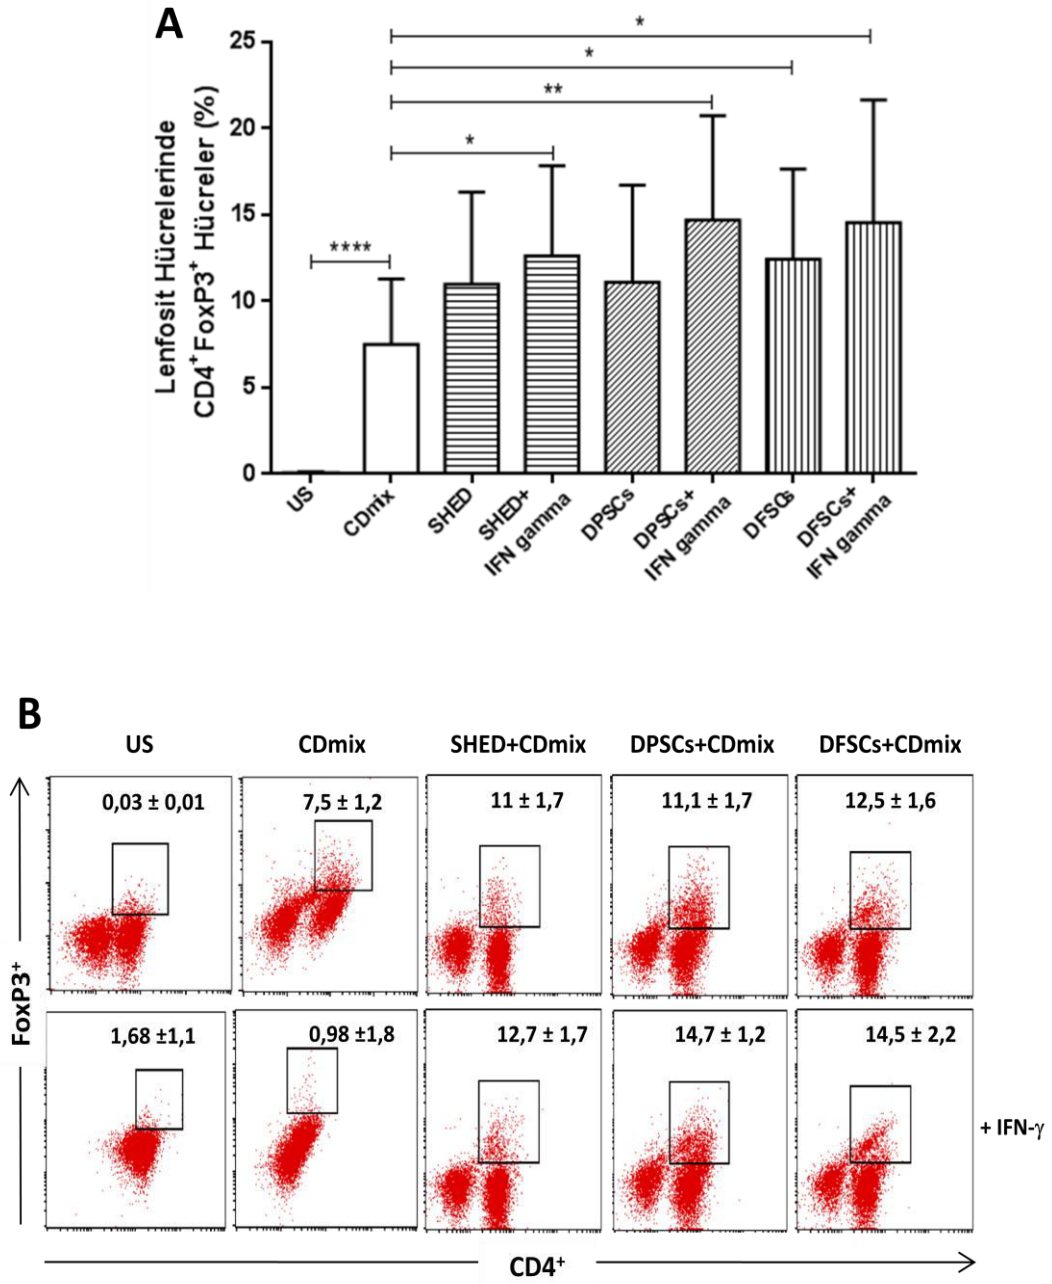 A
*
*
**
*
****
Lenfosit Hücrelerinde
CD4⁺FoxP3⁺ Hücreler (%)
25
20
15
10
5
0
US
CDmix
SHED
SHED+
IFN gamma
DPSCs
DPSCs+
IFN gamma
DFSCs
DFSCs+
IFN gamma
B
US CDmix SHED+CDmix DPSCs+CDmix DFSCs+CDmix
0,03 ± 0,01 7,5 ± 1,2 11 ± 1,7 11,1 ± 1,7 12,5 ± 1,6
FoxP3⁺
1,68 ±1,1 0,98 ±1,8 12,7 ± 1,7 14,7 ± 1,2 14,5 ± 2,2
+ IFN-γ
CD4⁺